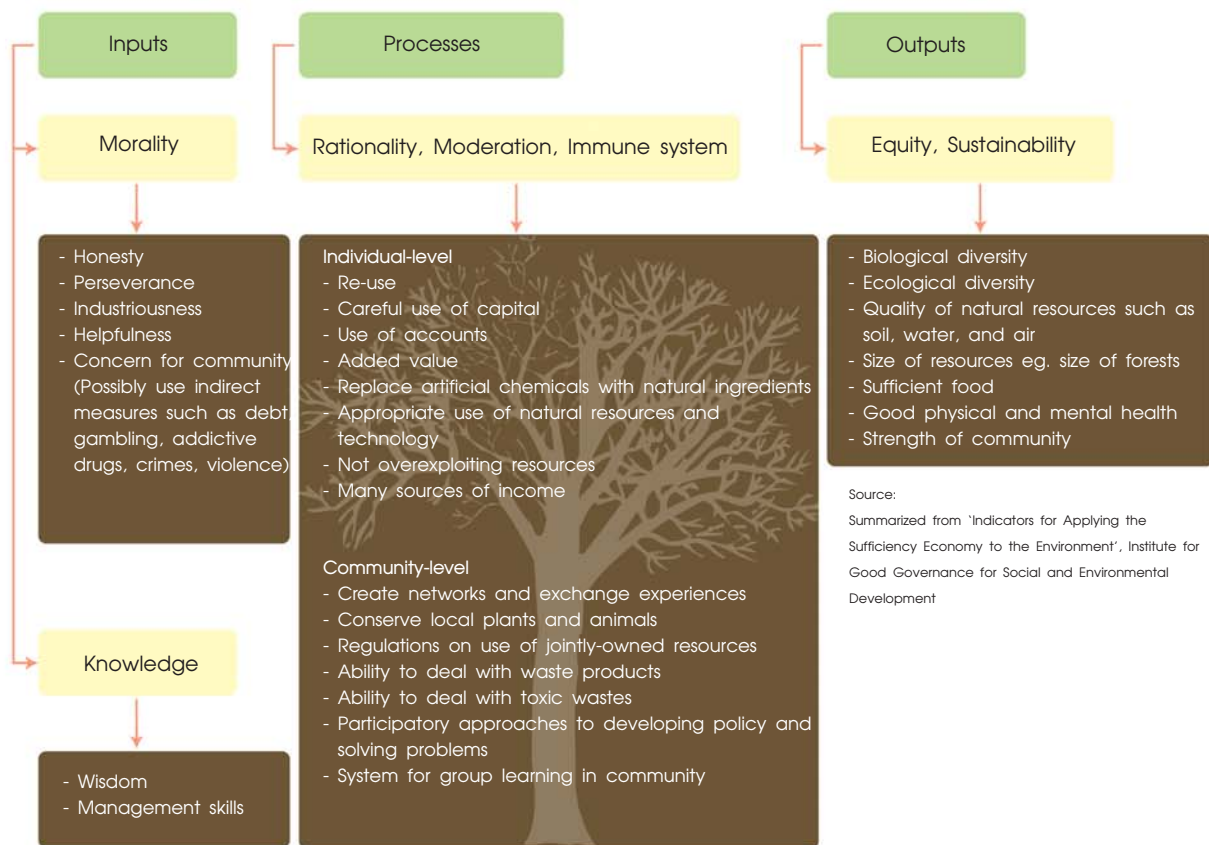 Inputs
Morality
- Honesty
- Perseverance
- Industriousness
- Helpfulness
- Concern for community
(Possibly use indirect
measures such as debt,
gambling, addictive
drugs, crimes, violence)
Knowledge
- Wisdom
- Management skills
Processes
Rationality, Moderation, Immune system
Individual-level
- Re-use
- Careful use of capital
- Use of accounts
- Added value
- Replace artificial chemicals with natural ingredients
- Appropriate use of natural resources and
technology
- Not overexploiting resources
- Many sources of income
Community-level
- Create networks and exchange experiences
- Conserve local plants and animals
- Regulations on use of jointly-owned resources
- Ability to deal with waste products
- Ability to deal with toxic wastes
- Participatory approaches to developing policy and
solving problems
- System for group learning in community
Outputs
Equity, Sustainability
- Biological diversity
- Ecological diversity
- Quality of natural resources such as
soil, water, and air
- Size of resources eg. size of forests
- Sufficient food
- Good physical and mental health
- Strength of community
Source:
Summarized from ‘Indicators for Applying the
Sufficiency Economy to the Environment’, Institute for
Good Governance for Social and Environmental
Development